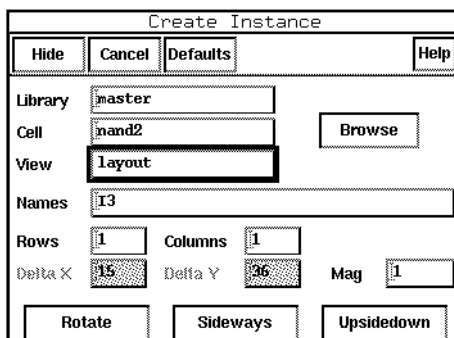 Create Instance
Hide Cancel Defaults Help
Library master
Cell nand2 Browse
View layout
Names I3
Rows 1 Columns 1
Delta X 15 Delta Y 36 Mag 1
Rotate Sideways Upsidedown